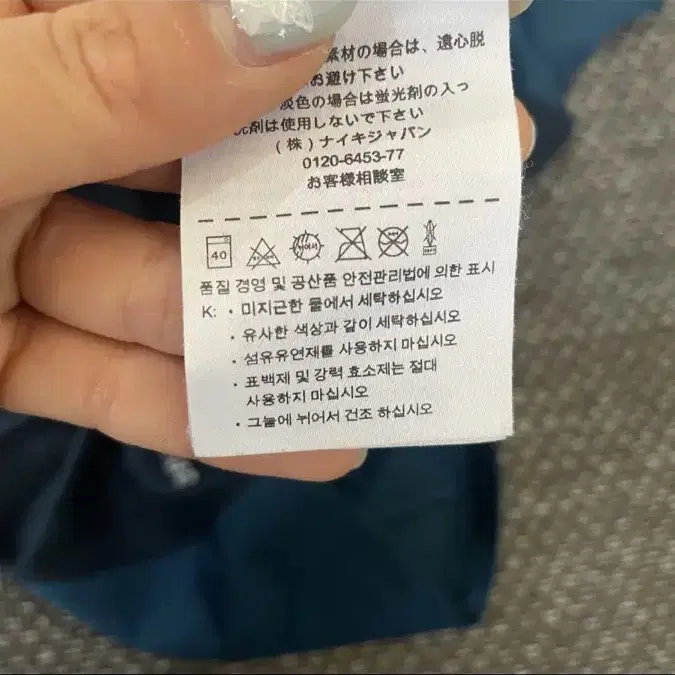 素材の場合は、遠心脱
お避け下さい
淡色の場合は蛍光剤の入っ
洗剤は使用しないで下さい
(株)ナイキジャパン
0120-6453-77
お客様相談室
40
뉘어서
품질 경영 및 공산품 안전관리법에 의한 표시
K: • 미지근한 물에서 세탁하십시오
• 유사한 색상과 같이 세탁하십시오
• 섬유유연제를 사용하지 마십시오
• 표백제 및 강력 효소제는 절대
사용하지 마십시오
• 그늘에 뉘어서 건조 하십시오